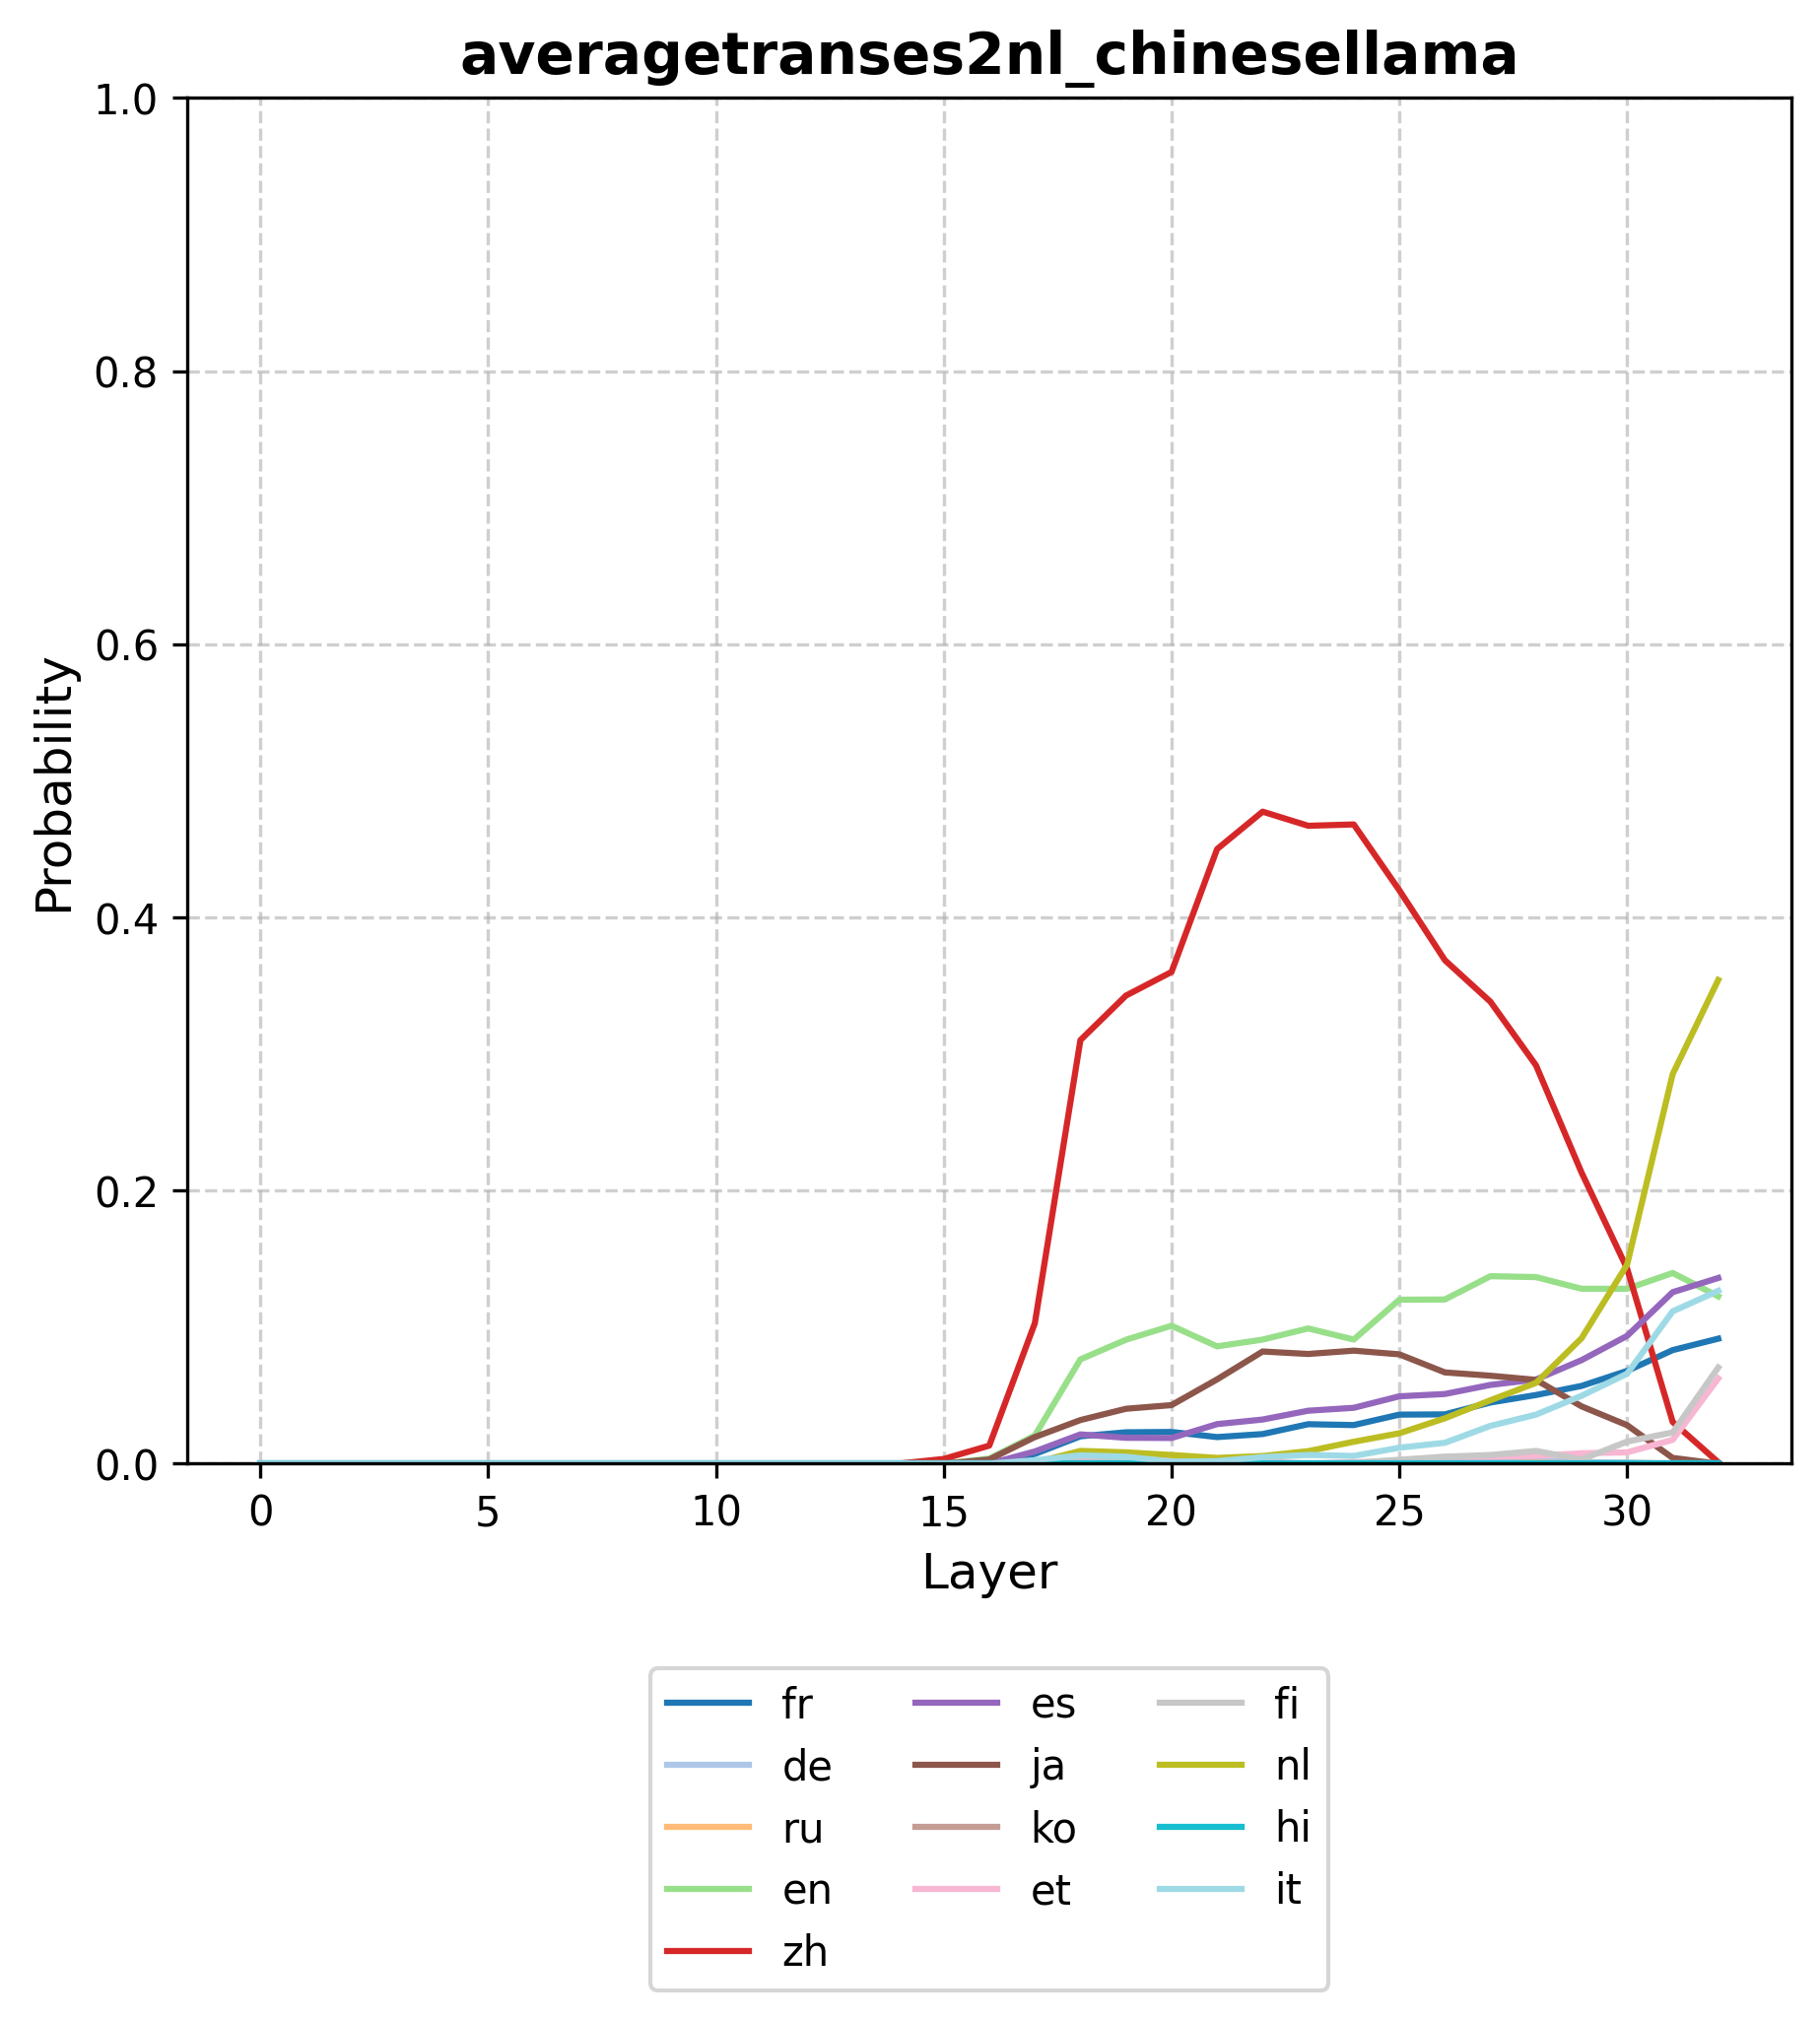 averagetranses2nl_chinesellama
1.0
0.8
0.6
0.4
0.2
0.0
Probability
0 5 10 15 20 25 30
Layer
fr es fi
de ja nl
ru ko hi
en et it
zh